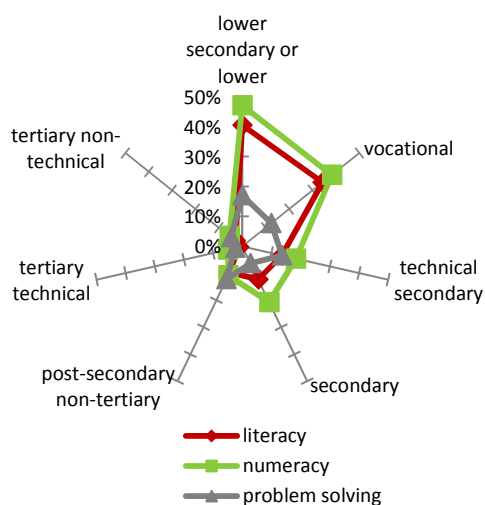 lower
secondary or
lower
50%
40%
30%
20%
10%
0%
vocational
technical
secondary
secondary
post-secondary
non-tertiary
tertiary
technical
tertiary non-
technical
literacy
numeracy
problem solving